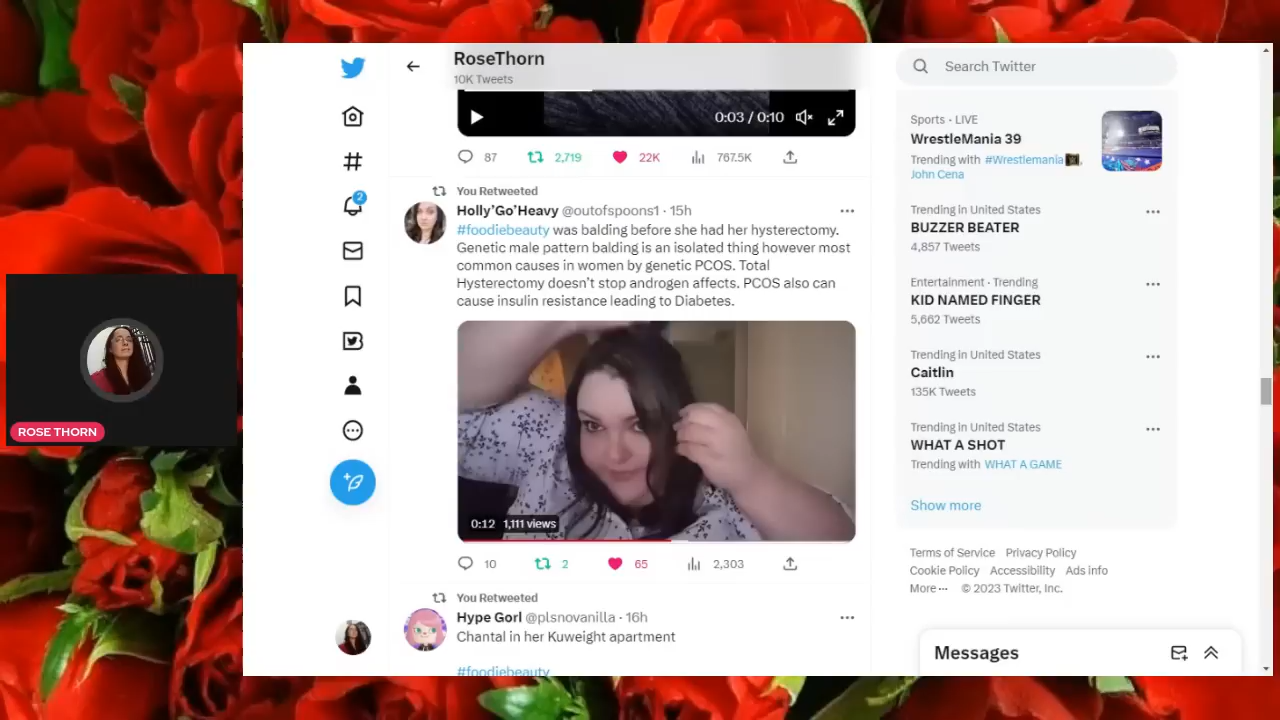 RoseThorn
10K Tweets
Search Twitter
0:03 / 0:10
87 2,719 22K 767.5K
You Retweeted
Holly'Go'Heavy @outofspoons1 · 15h
#foodiebeauty was balding before she had her hysterectomy.
Genetic male pattern balding is an isolated thing however most
common causes in women by genetic PCOS. Total
Hysterectomy doesn't stop androgen affects. PCOS also can
cause insulin resistance leading to Diabetes.
0:12 1,111 views
10 2 65 2,303
You Retweeted
Hype Gorl @plsnovanilla · 16h
Chantal in her Kuweight apartment
#foodiebeauty
2
ROSE THORN
Sports · LIVE
WrestleMania 39
Trending with #Wrestlemania,
John Cena
Trending in United States
BUZZER BEATER
4,857 Tweets
Entertainment · Trending
KID NAMED FINGER
5,662 Tweets
Trending in United States
Caitlin
135K Tweets
Trending in United States
WHAT A SHOT
Trending with WHAT A GAME
Show more
Terms of Service Privacy Policy
Cookie Policy Accessibility Ads info
More ··· © 2023 Twitter, Inc.
Messages